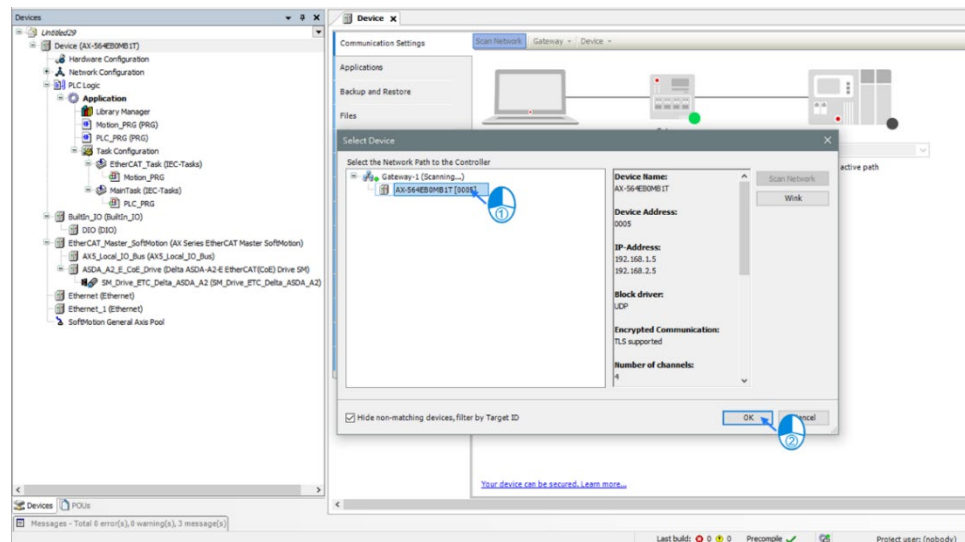 Devices
Untitled29
Device (AX-564EB0MB1T)
Hardware Configuration
Network Configuration
PLC Logic
Application
Library Manager
Motion_PRG (PRG)
PLC_PRG (PRG)
Task Configuration
EtherCAT_Task (IEC-Tasks)
Motion_PRG
MainTask (IEC-Tasks)
PLC_PRG
BuiltIn_IO (BuiltIn_IO)
DIO (DIO)
EtherCAT_Master_SoftMotion (AX Series EtherCAT Master SoftMotion)
AX5_Local_IO_Bus (AX5_Local_IO_Bus)
ASDA_A2_E_CoE_Drive (Delta ASDA-A2-E EtherCAT(CoE) Drive SM)
SM_Drive_ETC_Delta_ASDA_A2 (SM_Drive_ETC_Delta_ASDA_A2)
Ethernet (Ethernet)
Ethernet_1 (Ethernet)
SoftMotion General Axis Pool
Devices
POUs
Messages - Total 0 error(s), 0 warning(s), 3 message(s)
Device
Communication Settings
Applications
Backup and Restore
Files
Scan Network
Gateway
Device
active path
Select Device
Select the Network Path to the Controller
Gateway-1 (Scanning...)
AX-564EB0MB1T [0005]
①
Device Name:
AX-564EB0MB1T
Device Address:
0005
IP-Address:
192.168.1.5
192.168.2.5
Block driver:
UDP
Encrypted Communication:
TLS supported
Number of channels:
4
Scan Network
Wink
Hide non-matching devices, filter by Target ID
OK
②
Your device can be secured. Learn more...
Last build: 0 0 Precompile
Project user: (nobody)